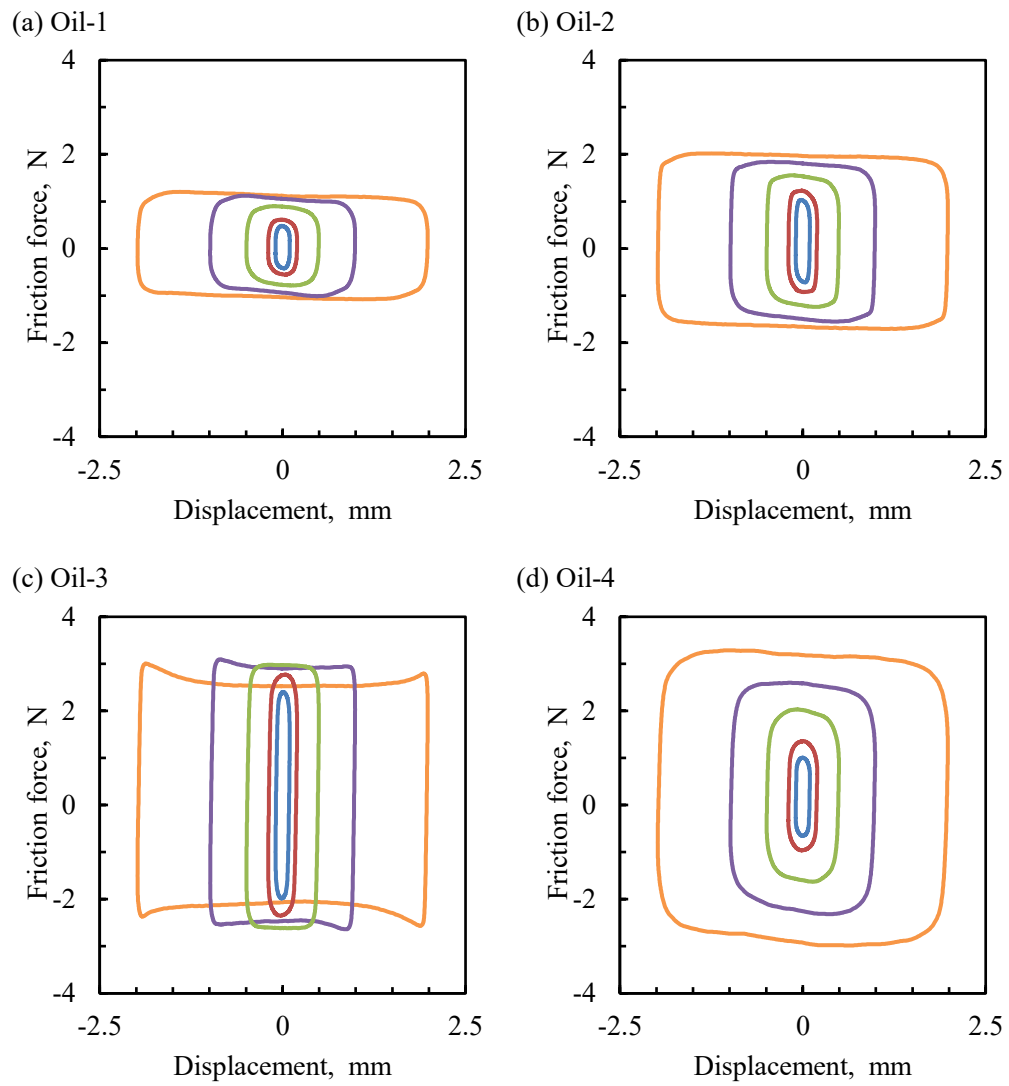 (a) Oil-1
(b) Oil-2
4
2
0
-2
-4
Friction force, N
-2.5
0
2.5
Displacement, mm
4
2
0
-2
-4
Friction force, N
-2.5
0
2.5
Displacement, mm
(c) Oil-3
(d) Oil-4
4
2
0
-2
-4
Friction force, N
-2.5
0
2.5
Displacement, mm
4
2
0
-2
-4
Friction force, N
-2.5
0
2.5
Displacement, mm